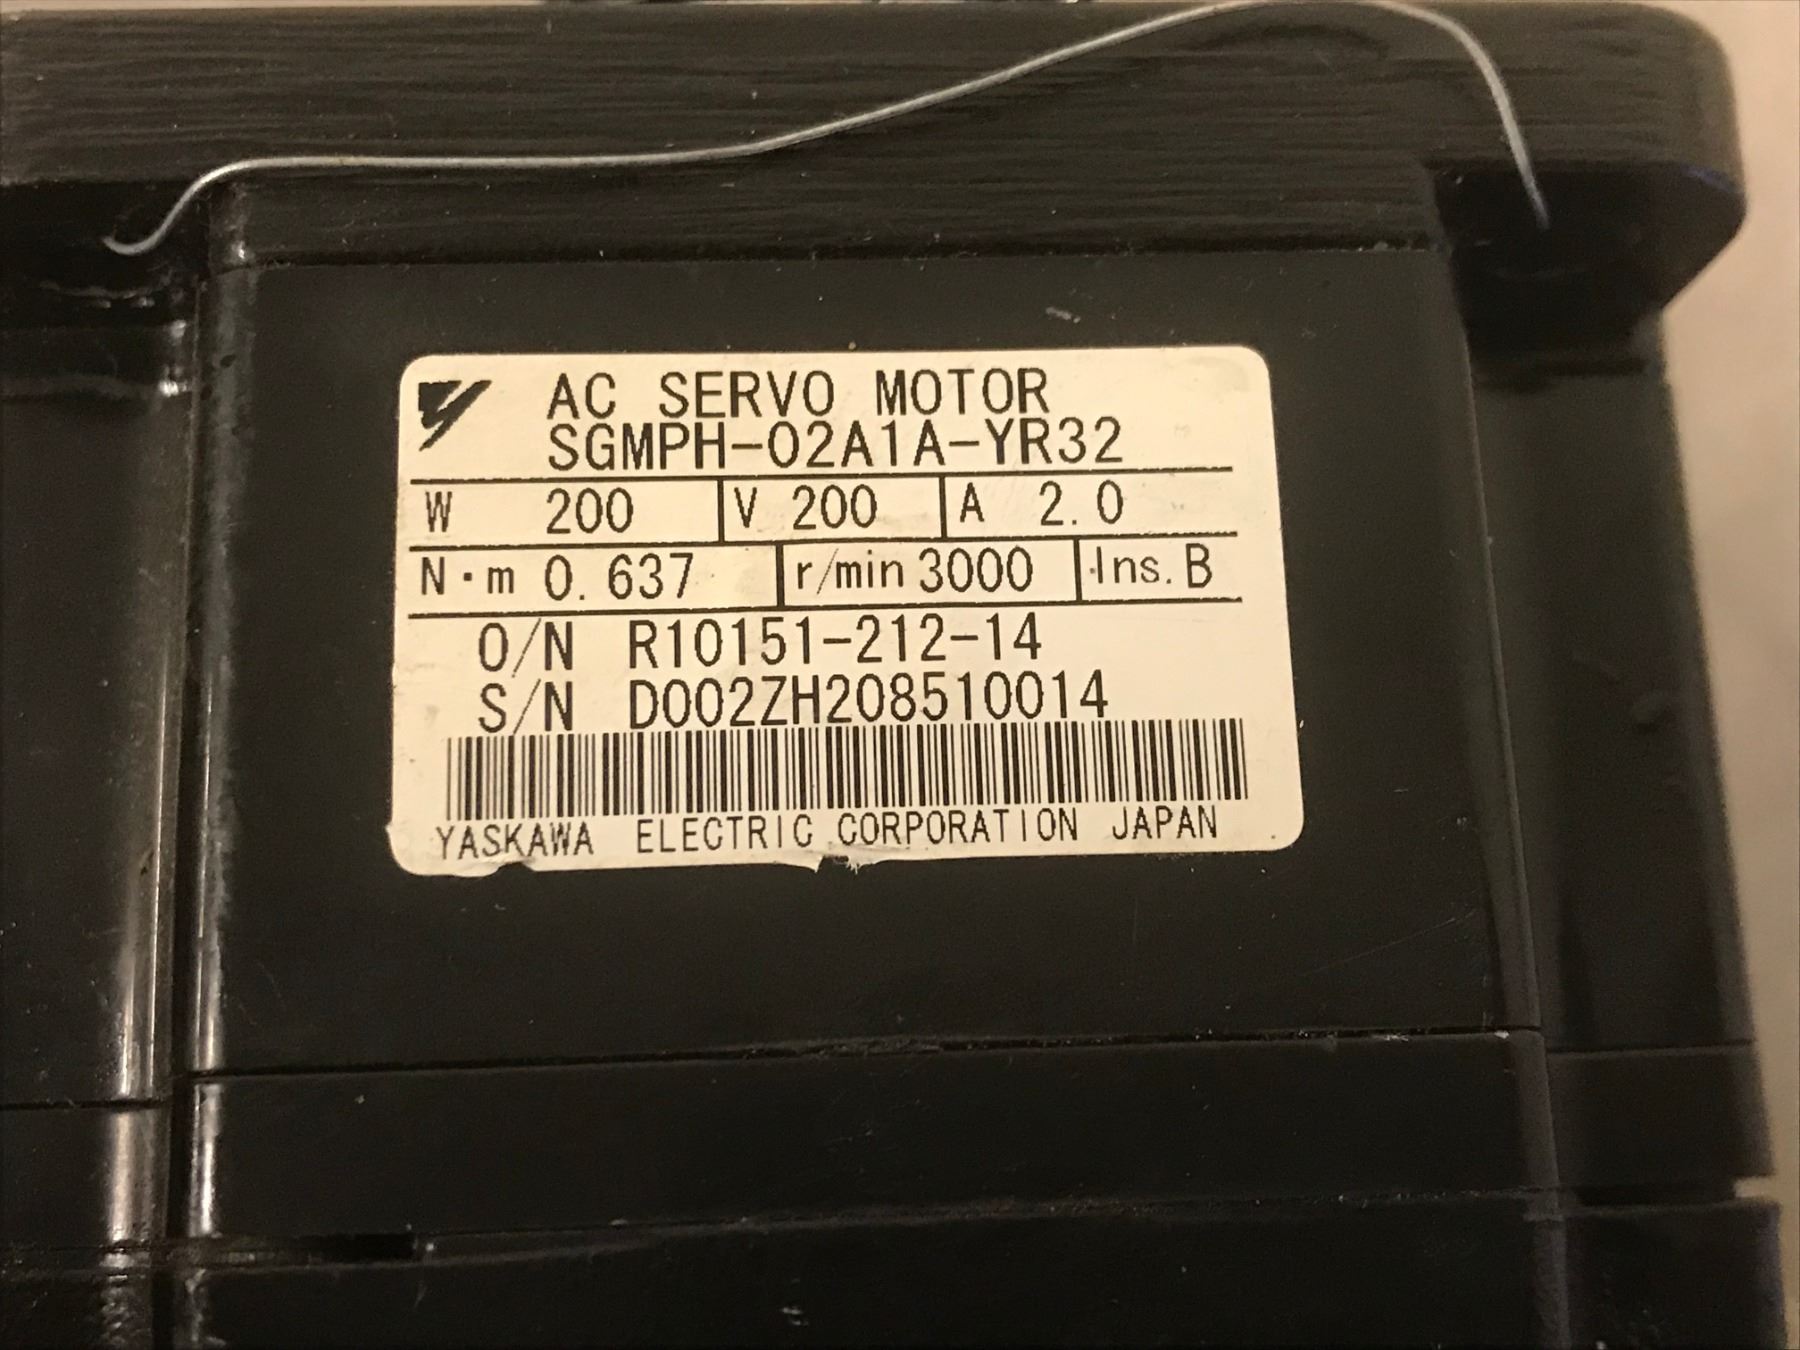 AC SERVO MOTOR
SGMPH-02A1A-YR32
W 200 V 200 A 2.0
N·m 0.637 r/min 3000 Ins. B
O/N R10151-212-14
S/N D002ZH208510014
YASKAWA ELECTRIC CORPORATION JAPAN